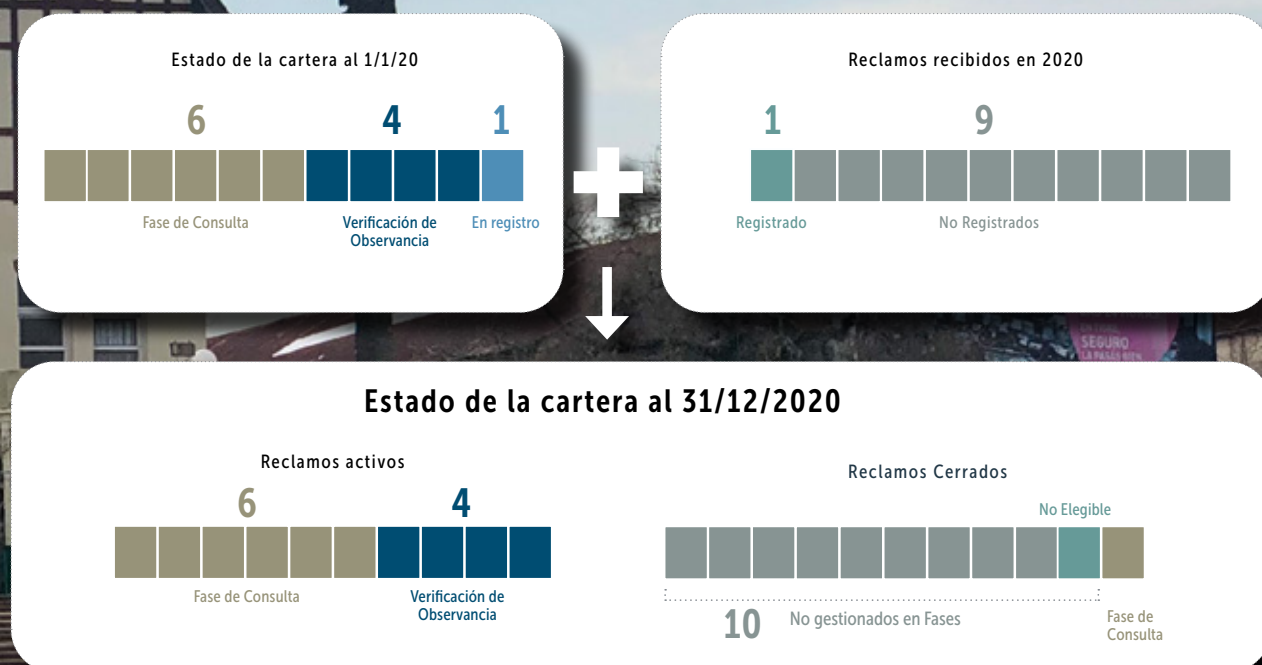 Estado de la cartera al 1/1/20
6 4 1
Fase de Consulta
Verificación de
Observancia
En registro
Reclamos recibidos en 2020
1 9
Registrado
No Registrados
SEGURO
Estado de la cartera al 31/12/2020
Reclamos activos
6 4
Fase de Consulta
Verificación de
Observancia
Reclamos Cerrados
No Elegible
10 No gestionados en Fases
Fase de
Consulta